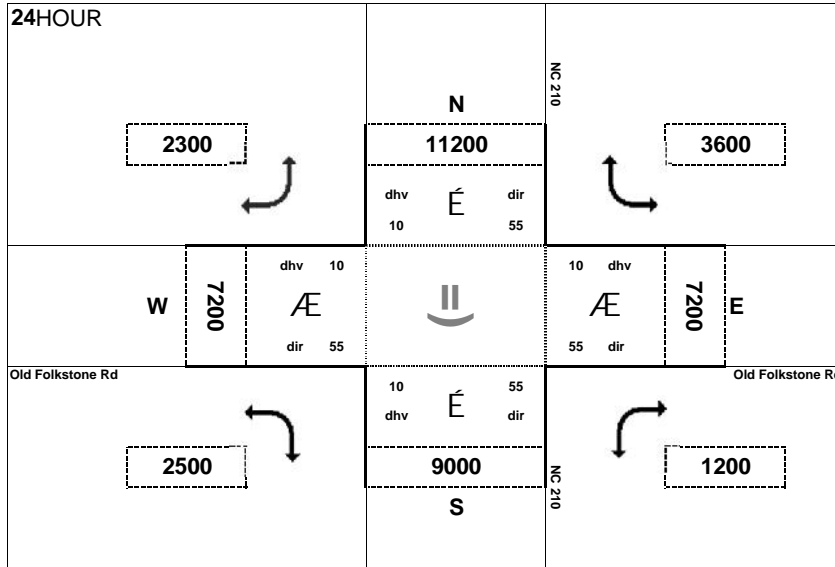 24HOUR
NC 210
N
2300
11200
3600
dhv É dir
10 55
dhv 10
10 dhv
W 7200 Æ
Æ 7200 E
dir 55
55 dir
Old Folkstone Rd
Old Folkstone Rd
10 55
dhv É dir
2500
9000
1200
NC 210
S